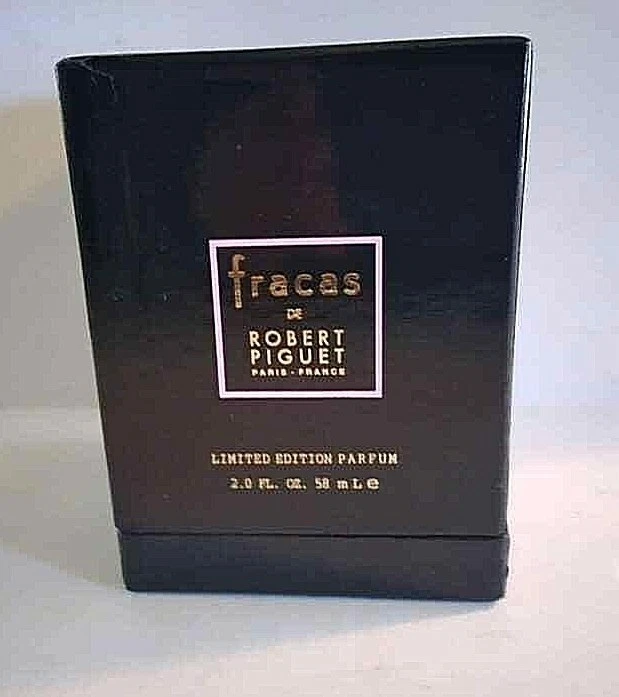 fracas
DE
ROBERT
PIGUET
PARIS - FRANCE
LIMITED EDITION PARFUM
2.0 FL. OZ. 58 mL e